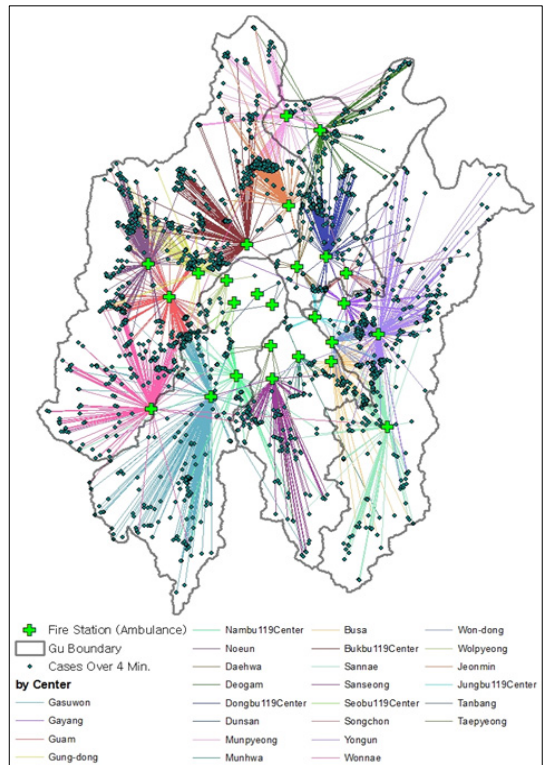 Fire Station (Ambulance)
Gu Boundary
Cases Over 4 Min.
by Center
Gasuwon
Gayang
Guam
Gung-dong
Nambu119Center
Noeun
Daehwa
Deogam
Dongbu119Center
Dunsan
Munpyeong
Munhwa
Busa
Bukbu119Center
Sannae
Sanseong
Seobu119Center
Songchon
Yongun
Wonnae
Won-dong
Wolpyeong
Jeonmin
Jungbu119Center
Tanbang
Taepyeong